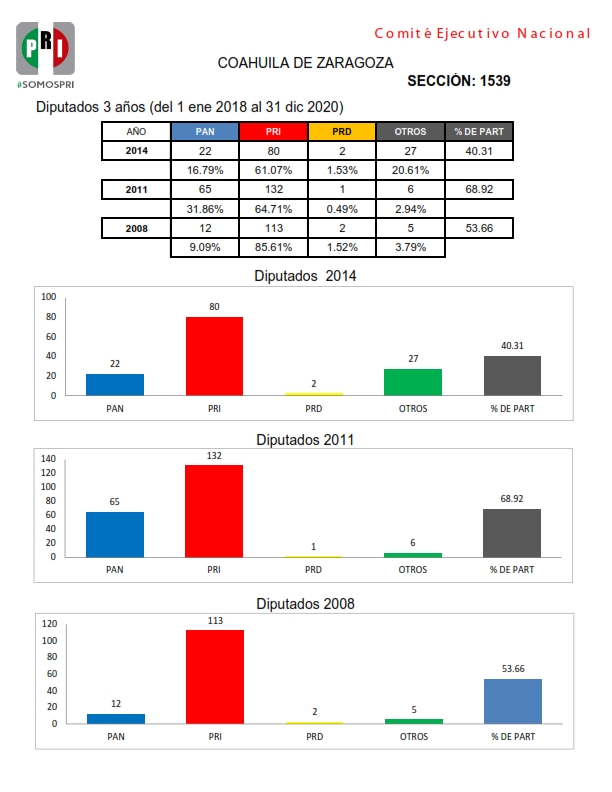 PRI
#SOMOSPRI
Comité Ejecutivo Nacional
COAHUILA DE ZARAGOZA
SECCIÓN: 1539
Diputados 3 años (del 1 ene 2018 al 31 dic 2020)
AÑO PAN PRI PRD OTROS % DE PART
2014 22 80 2 27 40.31
16.79% 61.07% 1.53% 20.61%
2011 65 132 1 6 68.92
31.86% 64.71% 0.49% 2.94%
2008 12 113 2 5 53.66
9.09% 85.61% 1.52% 3.79%
Diputados 2014
100
80
60
40
20
0
22 80 2 27 40.31
PAN PRI PRD OTROS % DE PART
Diputados 2011
140
120
100
80
60
40
20
0
65 132 1 6 68.92
PAN PRI PRD OTROS % DE PART
Diputados 2008
120
100
80
60
40
20
0
12 113 2 5 53.66
PAN PRI PRD OTROS % DE PART